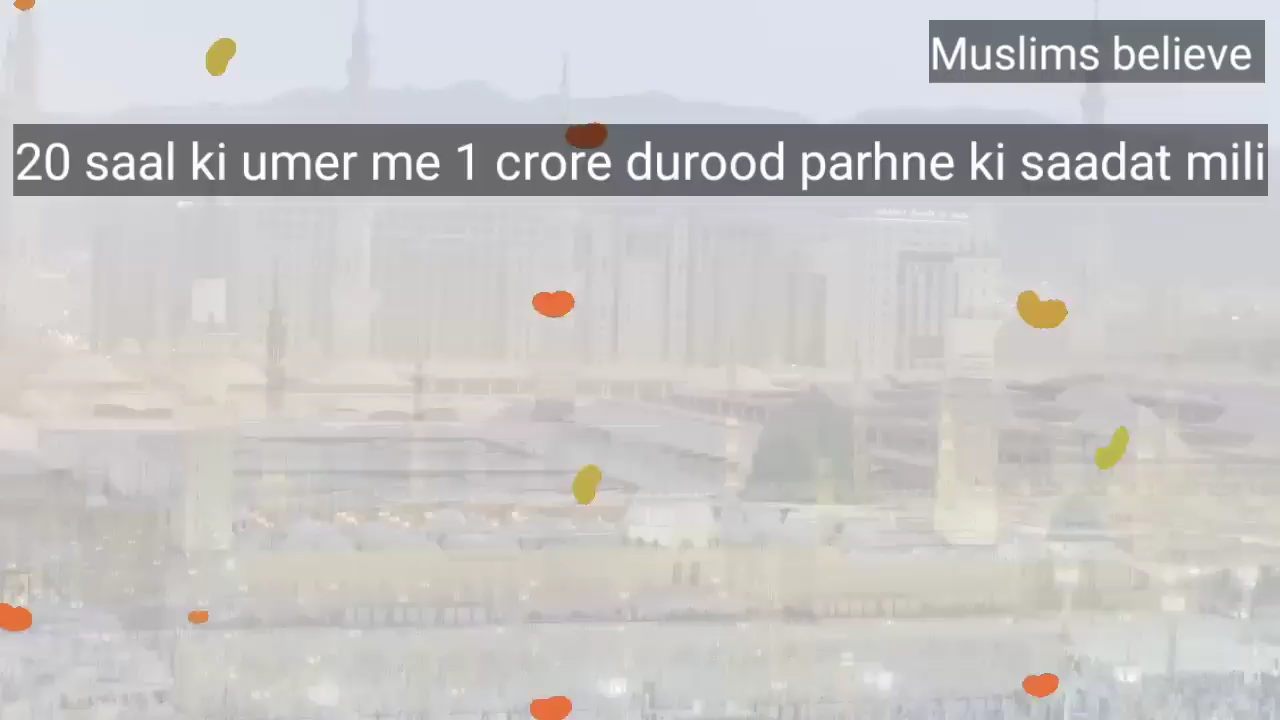 Muslims believe
20 saal ki umer me 1 crore durood parhne ki saadat mili